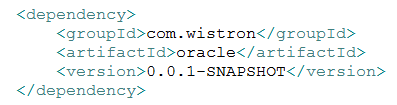 <dependency>
    <groupId>com.wistron</groupId>
    <artifactId>oracle</artifactId>
    <version>0.0.1-SNAPSHOT</version>
</dependency>